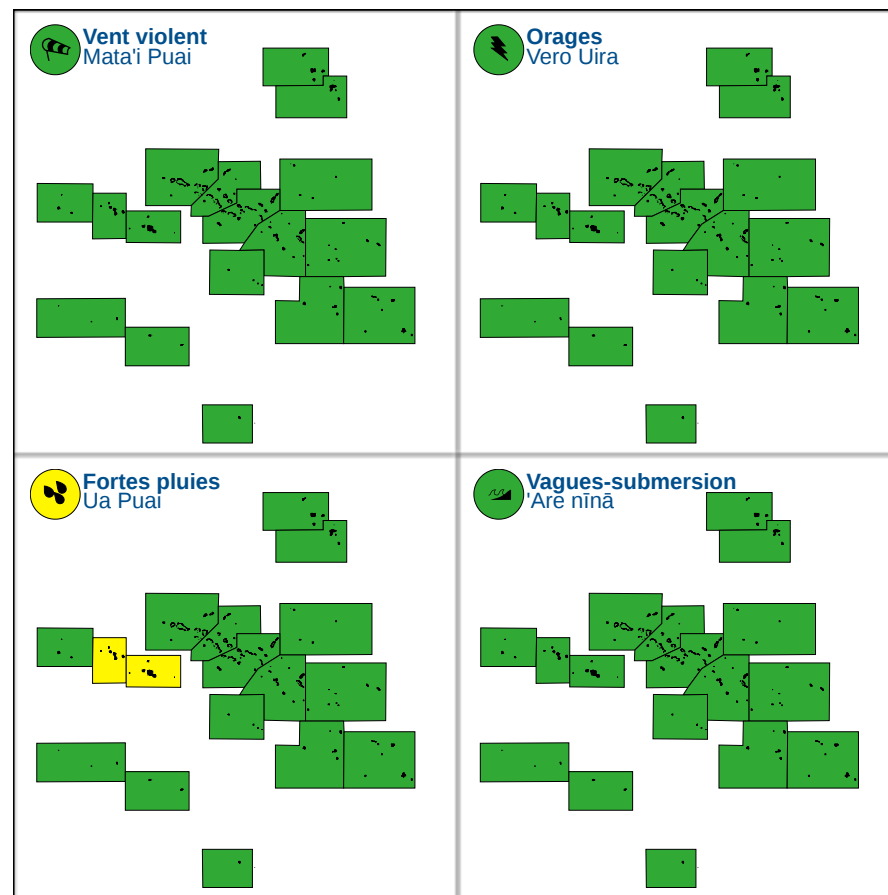 Vent violent
Mata'i Puai
Orages
Vero Uira
Fortes pluies
Ua Puai
Vagues-submersion
'Are nīnā